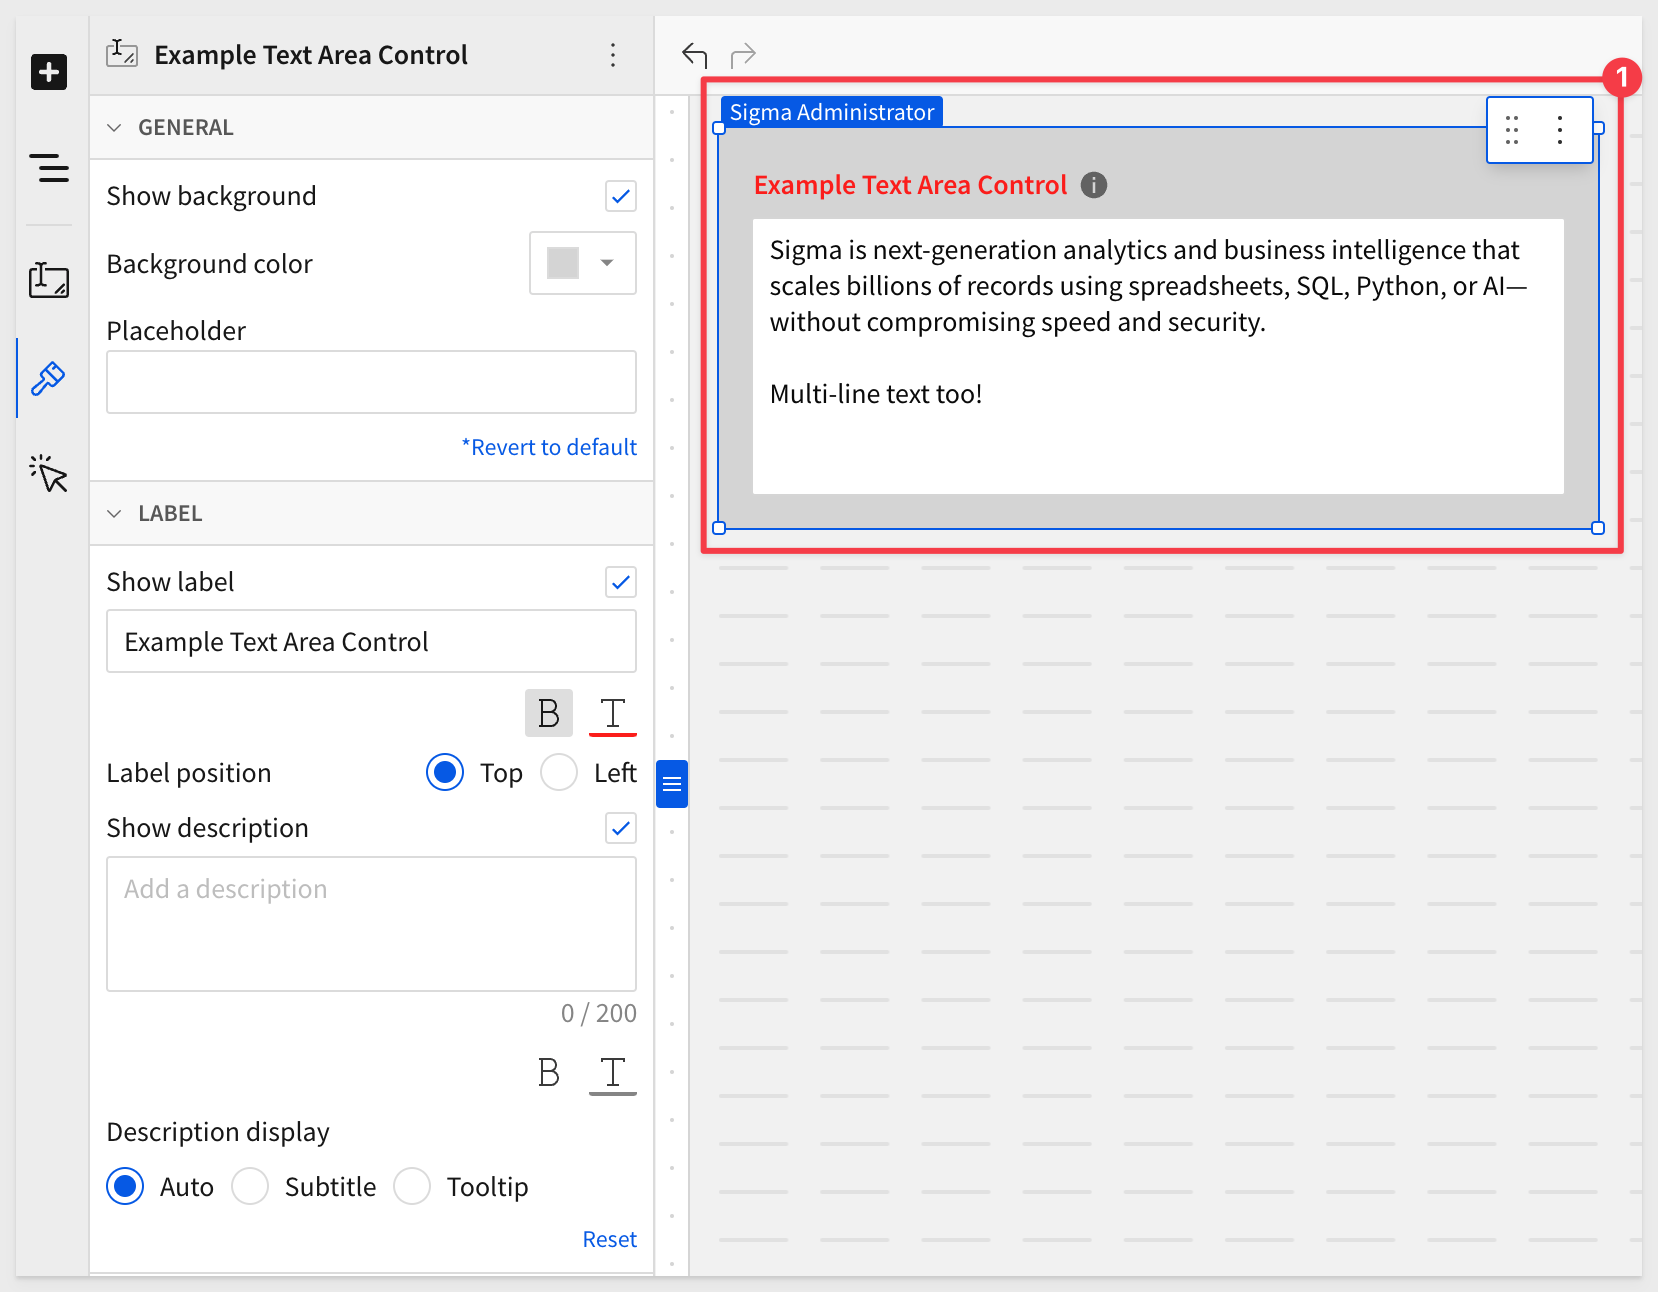 Example Text Area Control
GENERAL
Show background
Background color
Placeholder
*Revert to default
LABEL
Show label
Example Text Area Control
B T
Label position Top Left
Show description
Add a description
0 / 200
B T
Description display
Auto Subtitle Tooltip
Reset
1
Sigma Administrator
Example Text Area Control i
Sigma is next-generation analytics and business intelligence that
scales billions of records using spreadsheets, SQL, Python, or AI—
without compromising speed and security.
Multi-line text too!